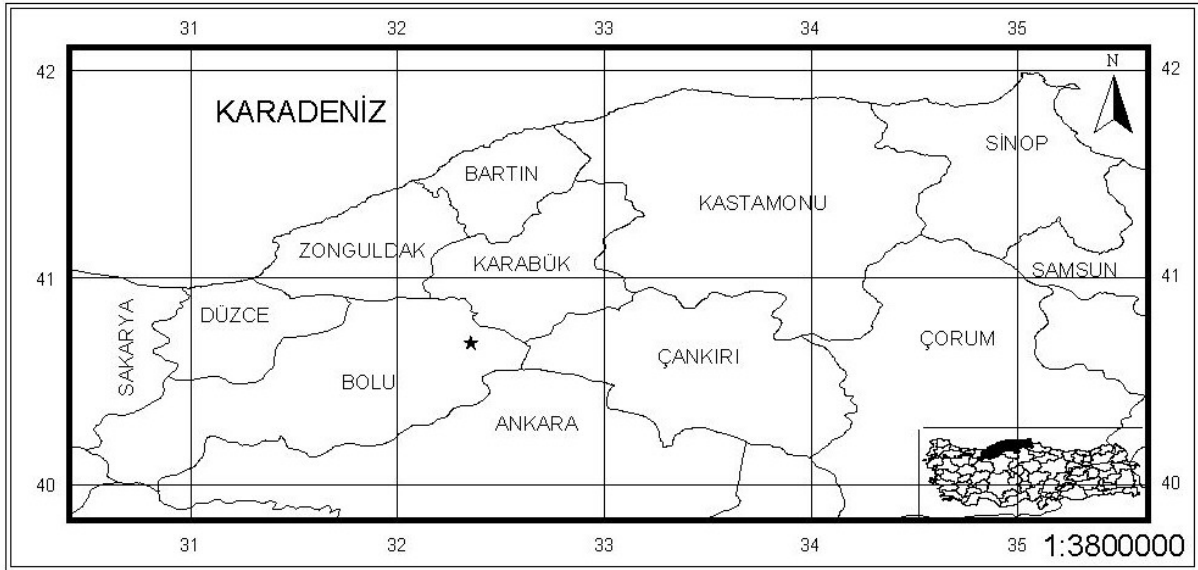 31 32 33 34 35
42 42
N
KARADENİZ
SİNOP
BARTIN
KASTAMONU
ZONGULDAK
KARABÜK
SAMSUN
41 41
DÜZCE
SAKARYA
ÇORUM
ÇANKIRI
BOLU
ANKARA
40 40
31 32 33 34 35
1:3800000